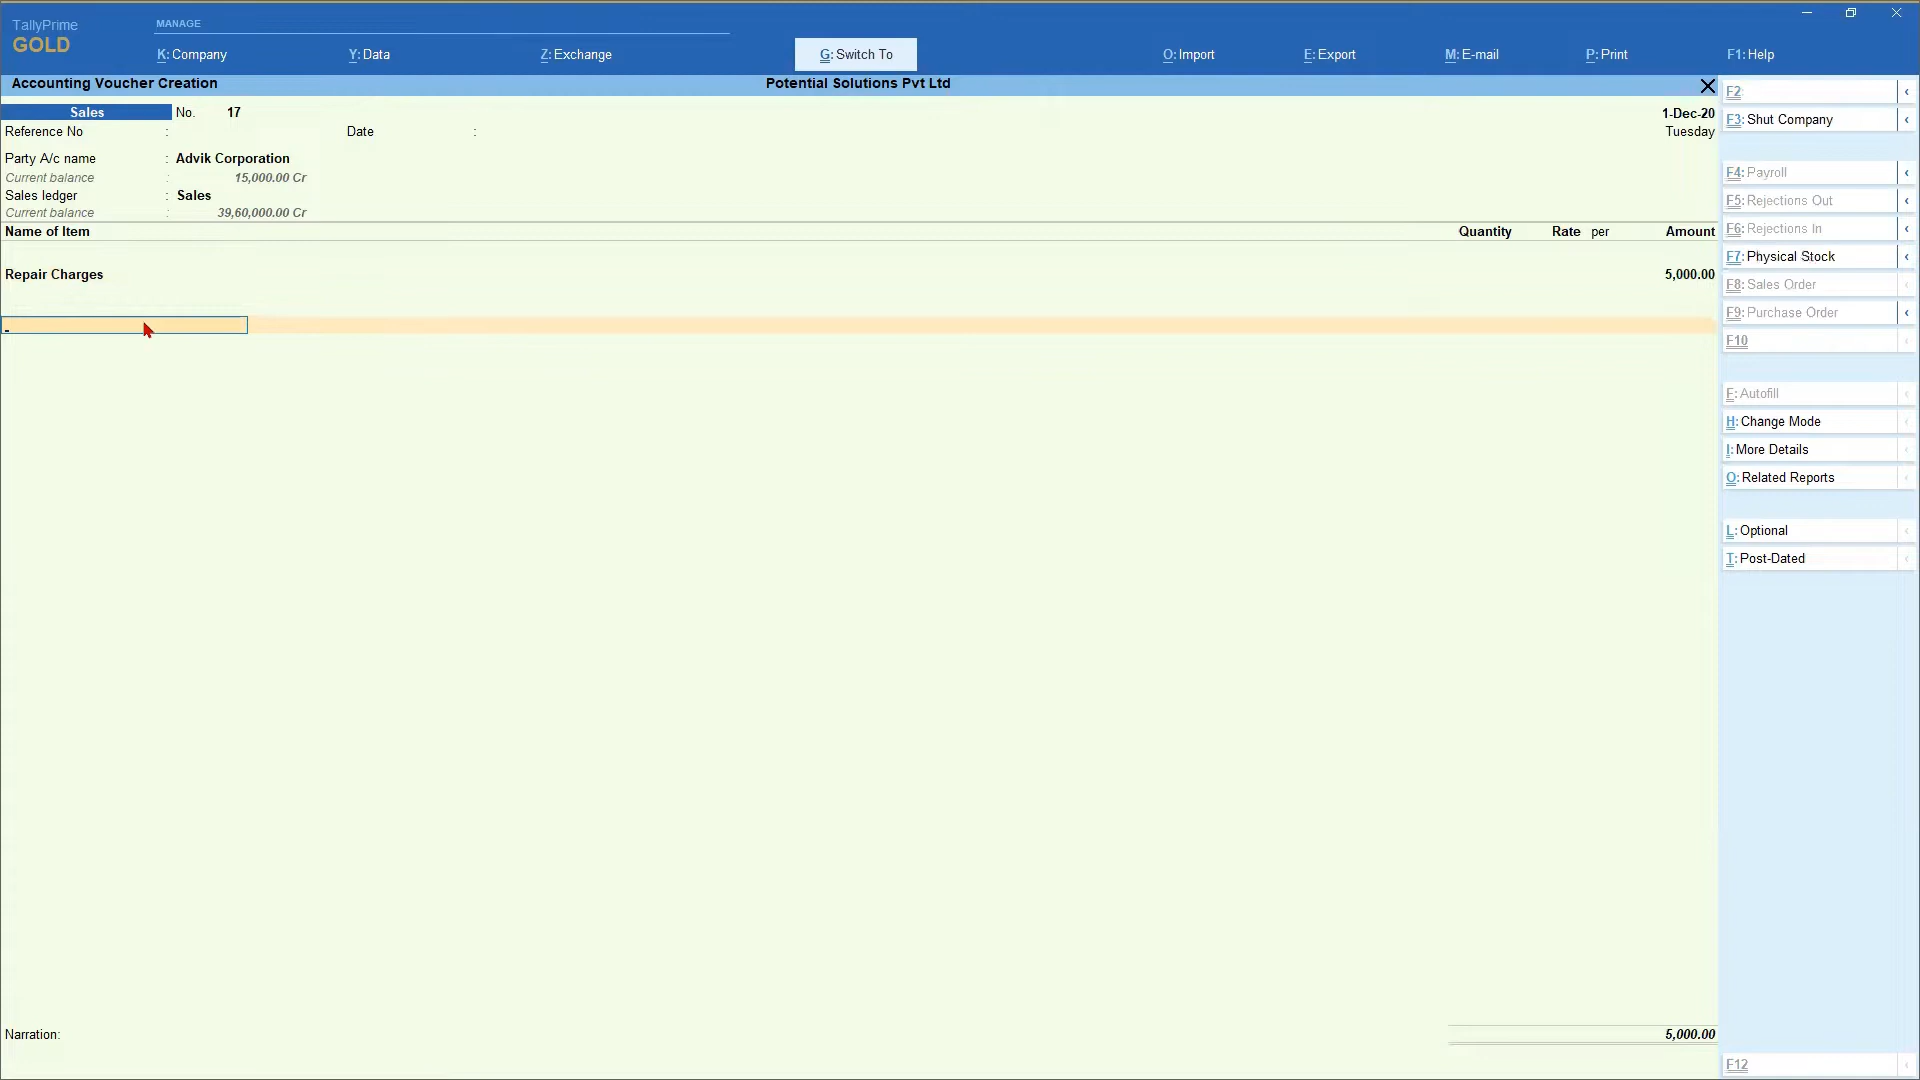 TallyPrime
GOLD
MANAGE
K: Company
Y: Data
Z: Exchange
G: Switch To
O: Import
E: Export
M: E-mail
P: Print
F1: Help
Accounting Voucher Creation
Potential Solutions Pvt Ltd
Sales No. 17
1-Dec-20
Reference No :
Date :
Tuesday
Party A/c name : Advik Corporation
Current balance : 15,000.00 Cr
Sales ledger : Sales
Current balance : 39,60,000.00 Cr
Name of Item Quantity Rate per Amount
Repair Charges 5,000.00
Narration:
5,000.00
F2:
F3: Shut Company
F4: Payroll
F5: Rejections Out
F6: Rejections In
F7: Physical Stock
F8: Sales Order
F9: Purchase Order
F10
F: Autofill
H: Change Mode
I: More Details
O: Related Reports
L: Optional
T: Post-Dated
F12